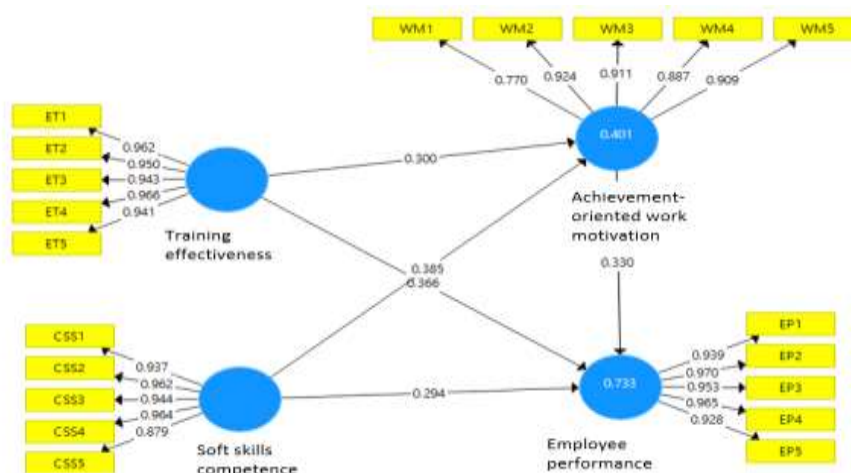 WM1
WM2
WM3
WM4
WM5
0.770
0.924
0.911
0.887
0.909
ET1
ET2
ET3
ET4
ET5
0.962
0.950
0.943
0.966
0.941
Training
effectiveness
0.300
0.401
Achievement-
oriented work
motivation
0.385
0.366
0.330
CSS1
CSS2
CSS3
CSS4
CSS5
0.937
0.962
0.944
0.964
0.879
Soft skills
competence
0.294
0.733
Employee
performance
0.939
0.970
0.953
0.965
0.928
EP1
EP2
EP3
EP4
EP5